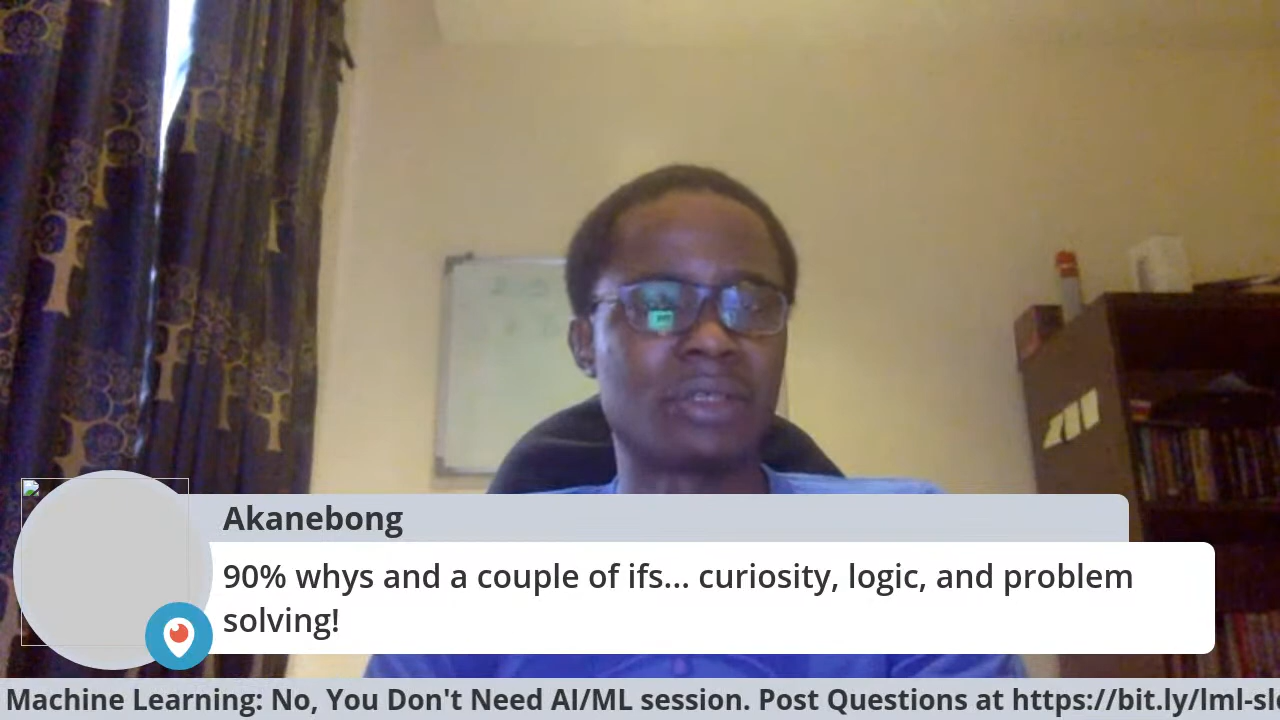 Akanebong
90% whys and a couple of ifs... curiosity, logic, and problem
solving!
Machine Learning: No, You Don't Need AI/ML session. Post Questions at https://bit.ly/lml-sl